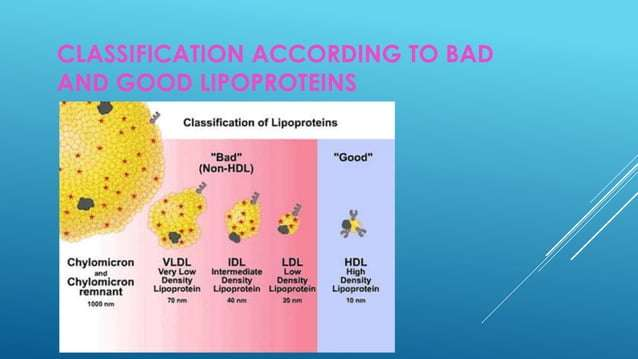 CLASSIFICATION ACCORDING TO BAD
AND GOOD LIPOPROTEINS
Classification of Lipoproteins
"Bad"
(Non-HDL)
"Good"
Chylomicron
and
Chylomicron
remnant
1000 nm
VLDL
Very Low
Density
Lipoprotein
70 nm
IDL
Intermediate
Density
Lipoprotein
40 nm
LDL
Low
Density
Lipoprotein
20 nm
HDL
High
Density
Lipoprotein
10 nm